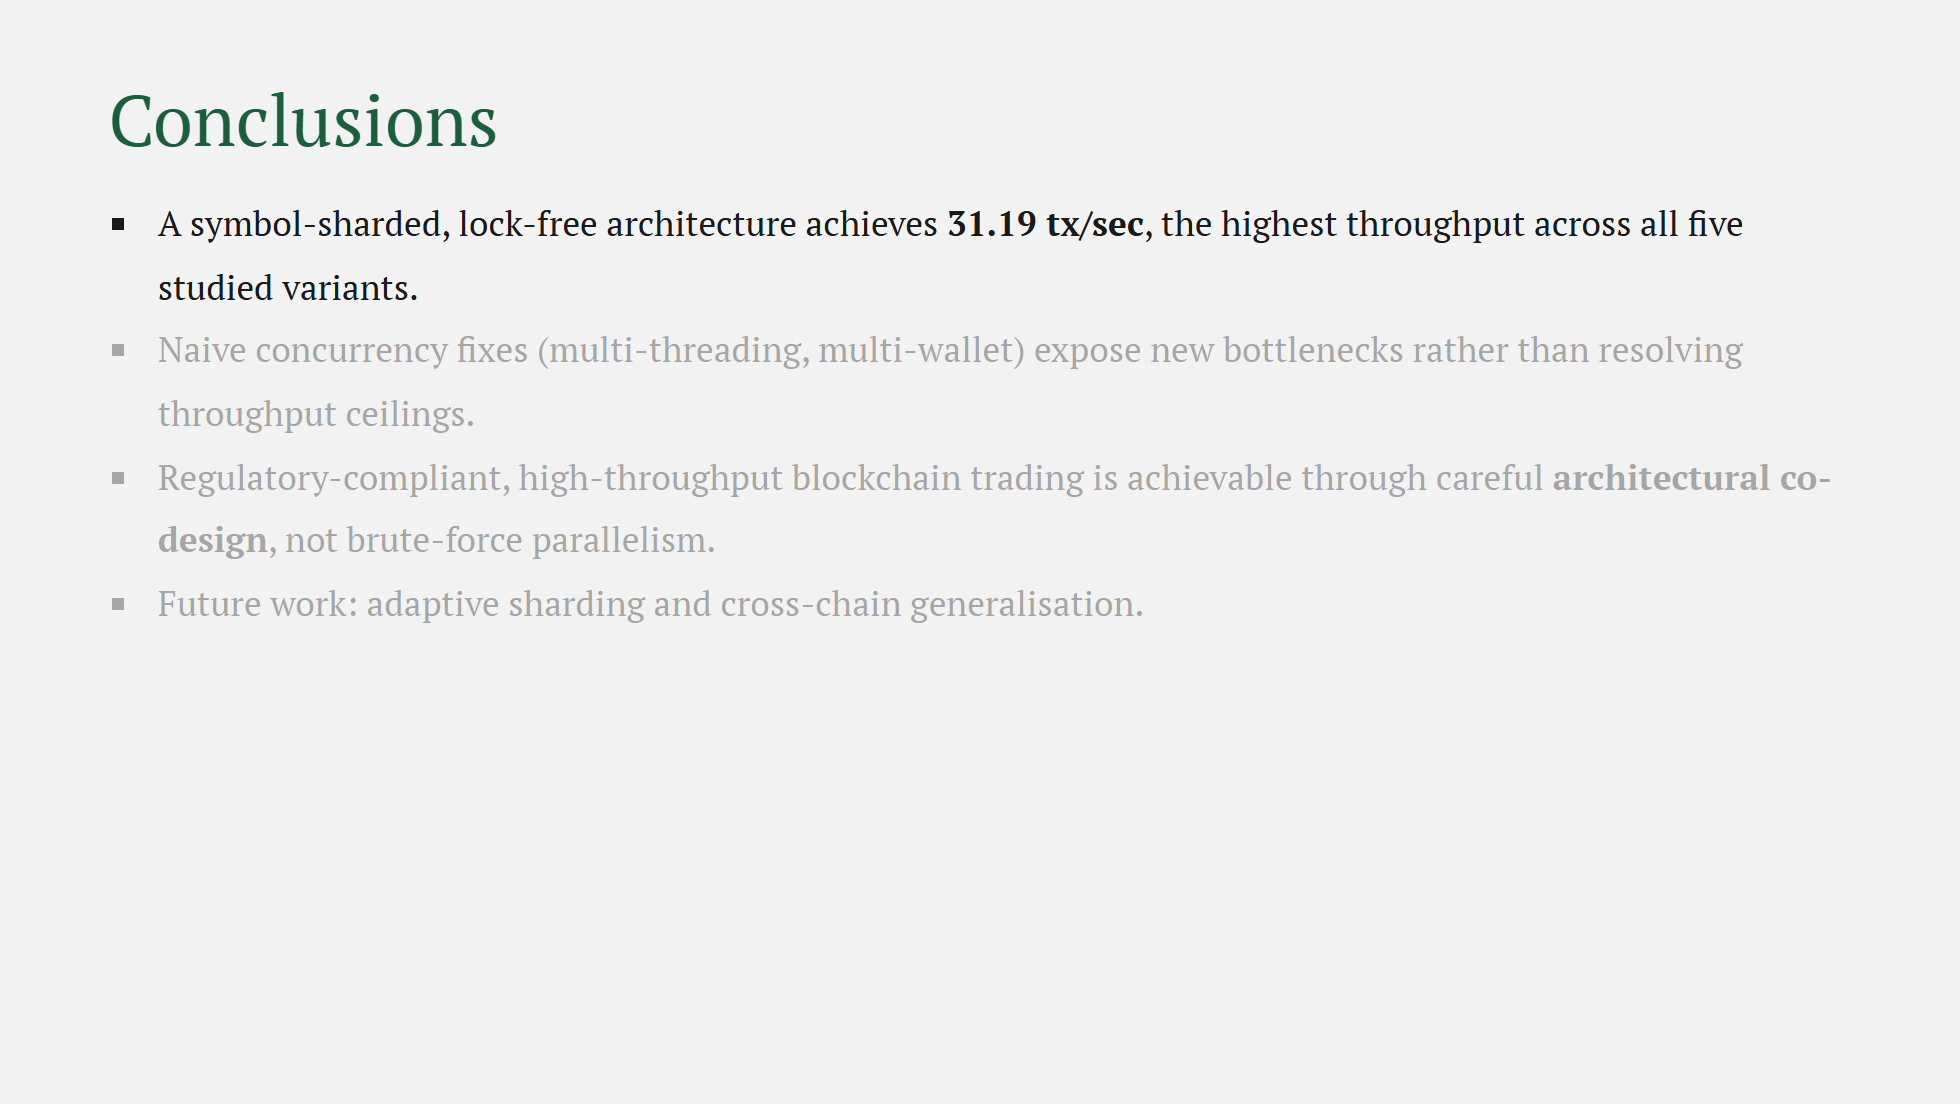 Conclusions
▪ A symbol-sharded, lock-free architecture achieves 31.19 tx/sec, the highest throughput across all five
studied variants.
▪ Naive concurrency fixes (multi-threading, multi-wallet) expose new bottlenecks rather than resolving
throughput ceilings.
▪ Regulatory-compliant, high-throughput blockchain trading is achievable through careful architectural co-
design, not brute-force parallelism.
▪ Future work: adaptive sharding and cross-chain generalisation.